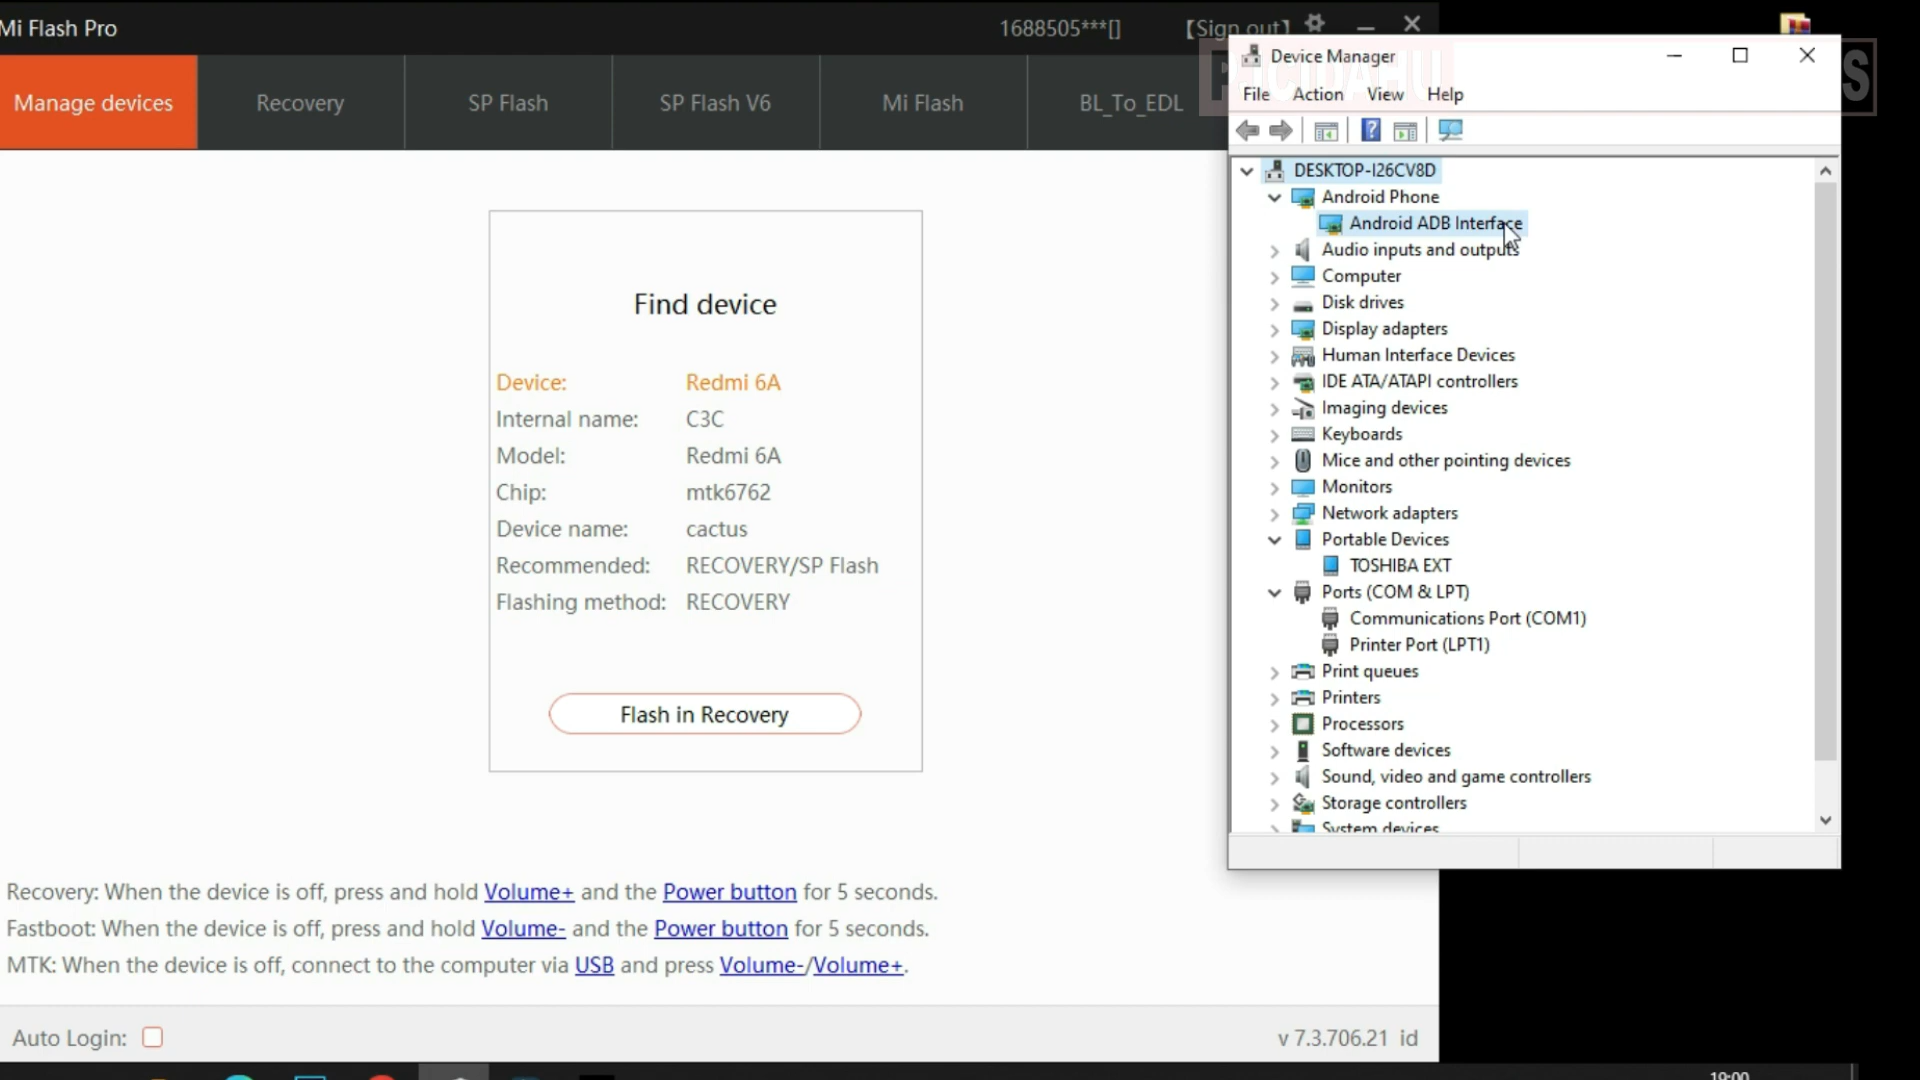 Mi Flash Pro
1688505***[]
【Sign out】
Manage devices
Recovery
SP Flash
SP Flash V6
Mi Flash
BL_To_EDL
Find device
Device: Redmi 6A
Internal name: C3C
Model: Redmi 6A
Chip: mtk6762
Device name: cactus
Recommended: RECOVERY/SP Flash
Flashing method: RECOVERY
Flash in Recovery
Recovery: When the device is off, press and hold Volume+ and the Power button for 5 seconds.
Fastboot: When the device is off, press and hold Volume- and the Power button for 5 seconds.
MTK: When the device is off, connect to the computer via USB and press Volume-/Volume+.
Auto Login:
v 7.3.706.21 id
Device Manager
File Action View Help
DESKTOP-I26CV8D
Android Phone
Android ADB Interface
Audio inputs and outputs
Computer
Disk drives
Display adapters
Human Interface Devices
IDE ATA/ATAPI controllers
Imaging devices
Keyboards
Mice and other pointing devices
Monitors
Network adapters
Portable Devices
TOSHIBA EXT
Ports (COM & LPT)
Communications Port (COM1)
Printer Port (LPT1)
Print queues
Printers
Processors
Software devices
Sound, video and game controllers
Storage controllers
System devices
19:00